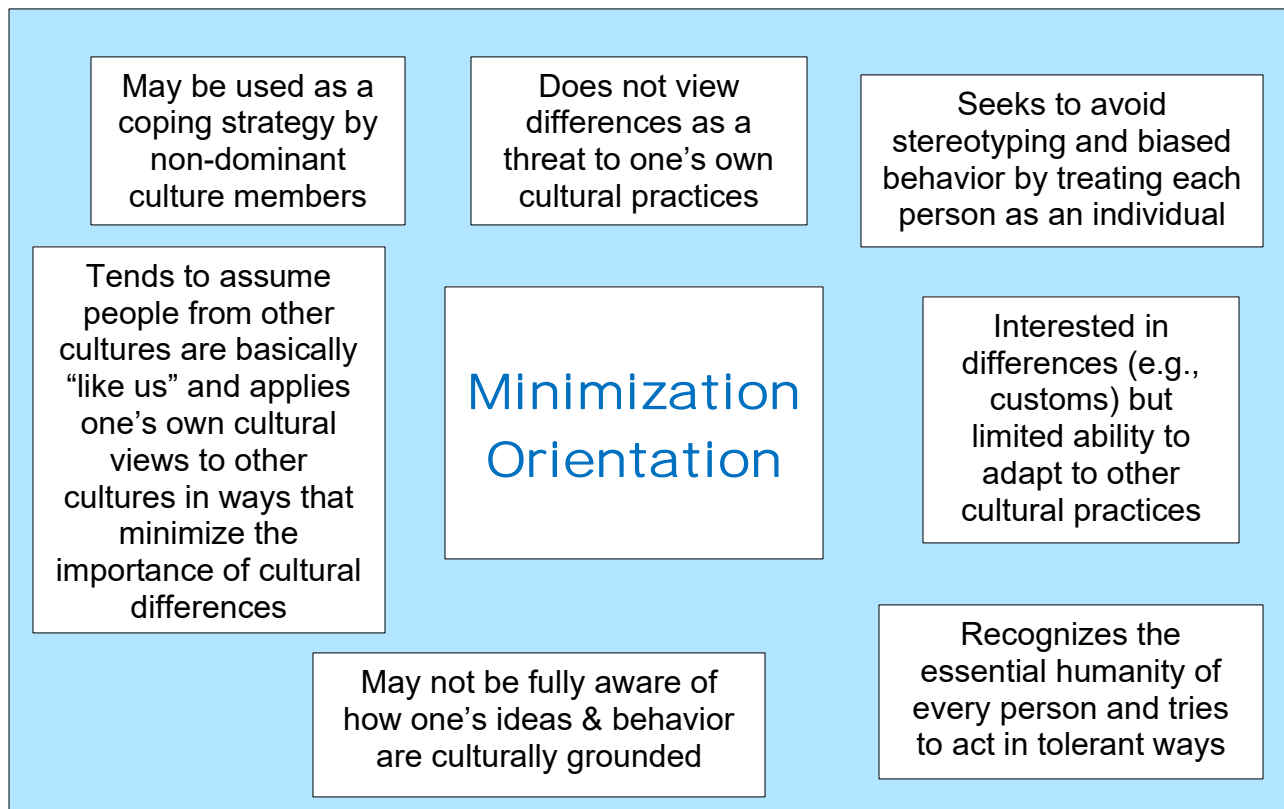 May be used as a
coping strategy by
non-dominant
culture members
Does not view
differences as a
threat to one’s own
cultural practices
Seeks to avoid
stereotyping and biased
behavior by treating each
person as an individual
Tends to assume
people from other
cultures are basically
“like us” and applies
one’s own cultural
views to other
cultures in ways that
minimize the
importance of cultural
differences
Minimization
Orientation
Interested in
differences (e.g.,
customs) but
limited ability to
adapt to other
cultural practices
May not be fully aware of
how one’s ideas & behavior
are culturally grounded
Recognizes the
essential humanity of
every person and tries
to act in tolerant ways